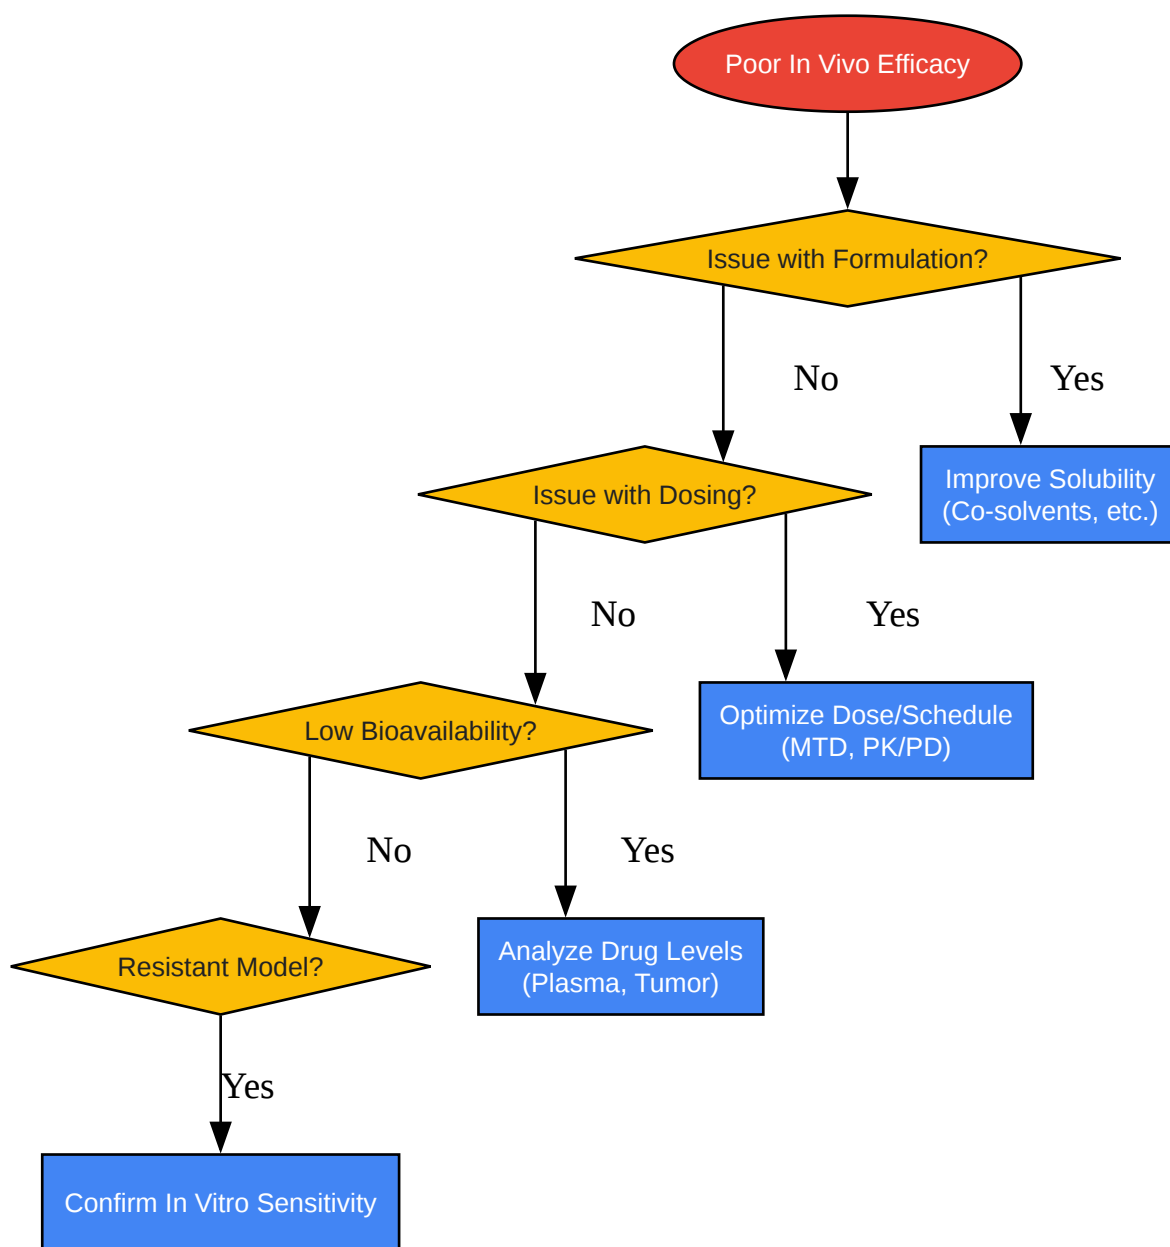 Poor In Vivo Efficacy
Issue with Formulation?
No
Yes
Issue with Dosing?
Improve Solubility
(Co-solvents, etc.)
No
Yes
Low Bioavailability?
Optimize Dose/Schedule
(MTD, PK/PD)
No
Yes
Resistant Model?
Analyze Drug Levels
(Plasma, Tumor)
Yes
Confirm In Vitro Sensitivity